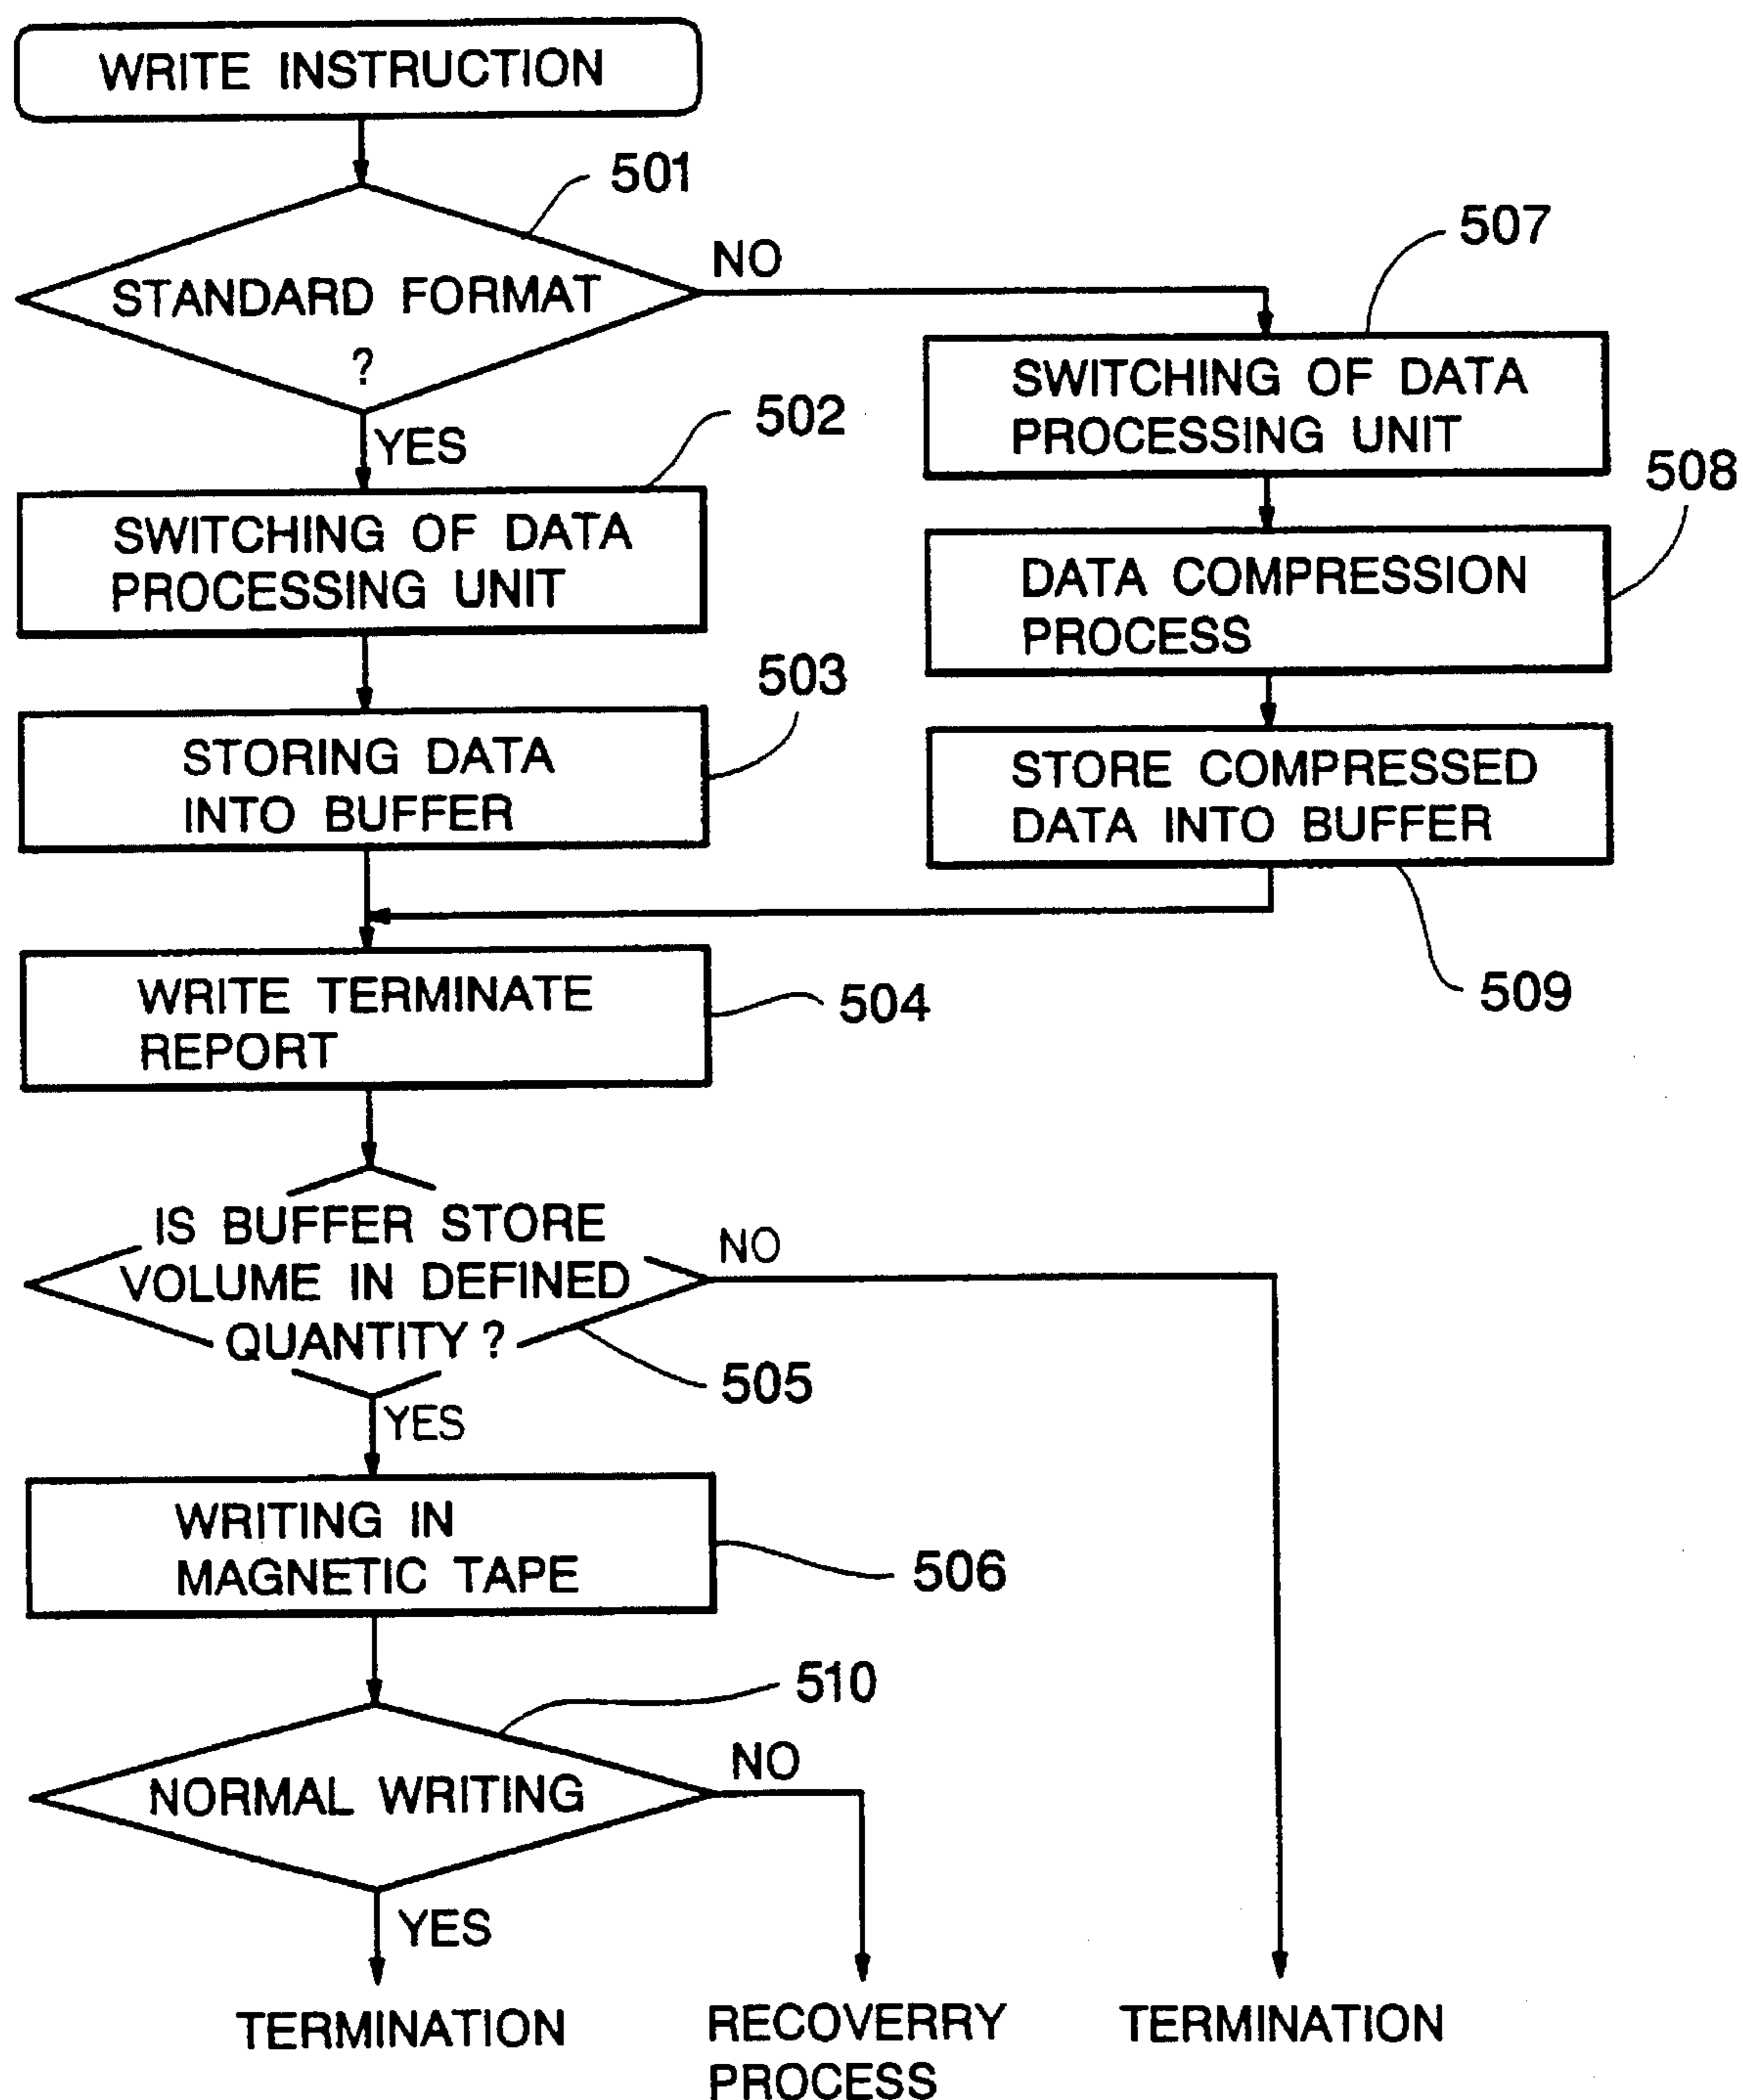 WRITE INSTRUCTION
501
STANDARD FORMAT
?
NO
YES
507
SWITCHING OF DATA
PROCESSING UNIT
502
SWITCHING OF DATA
PROCESSING UNIT
508
DATA COMPRESSION
PROCESS
503
STORING DATA
INTO BUFFER
STORE COMPRESSED
DATA INTO BUFFER
509
WRITE TERMINATE
REPORT
504
IS BUFFER STORE
VOLUME IN DEFINED
QUANTITY ?
NO
505
YES
WRITING IN
MAGNETIC TAPE
506
510
NORMAL WRITING
NO
YES
TERMINATION
RECOVERRY
PROCESS
TERMINATION